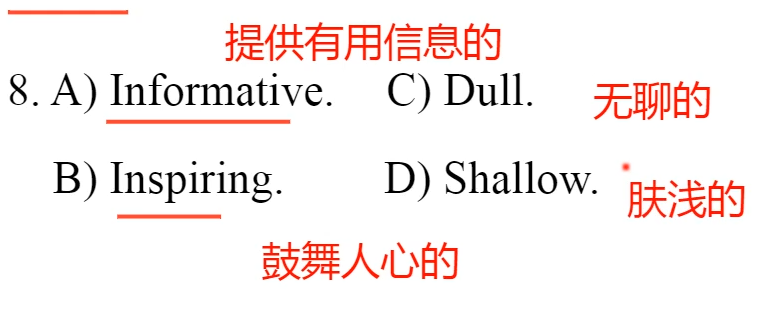 提供有用信息的
8. A) Informative. C) Dull. 无聊的
B) Inspiring. D) Shallow. 肤浅的
鼓舞人心的